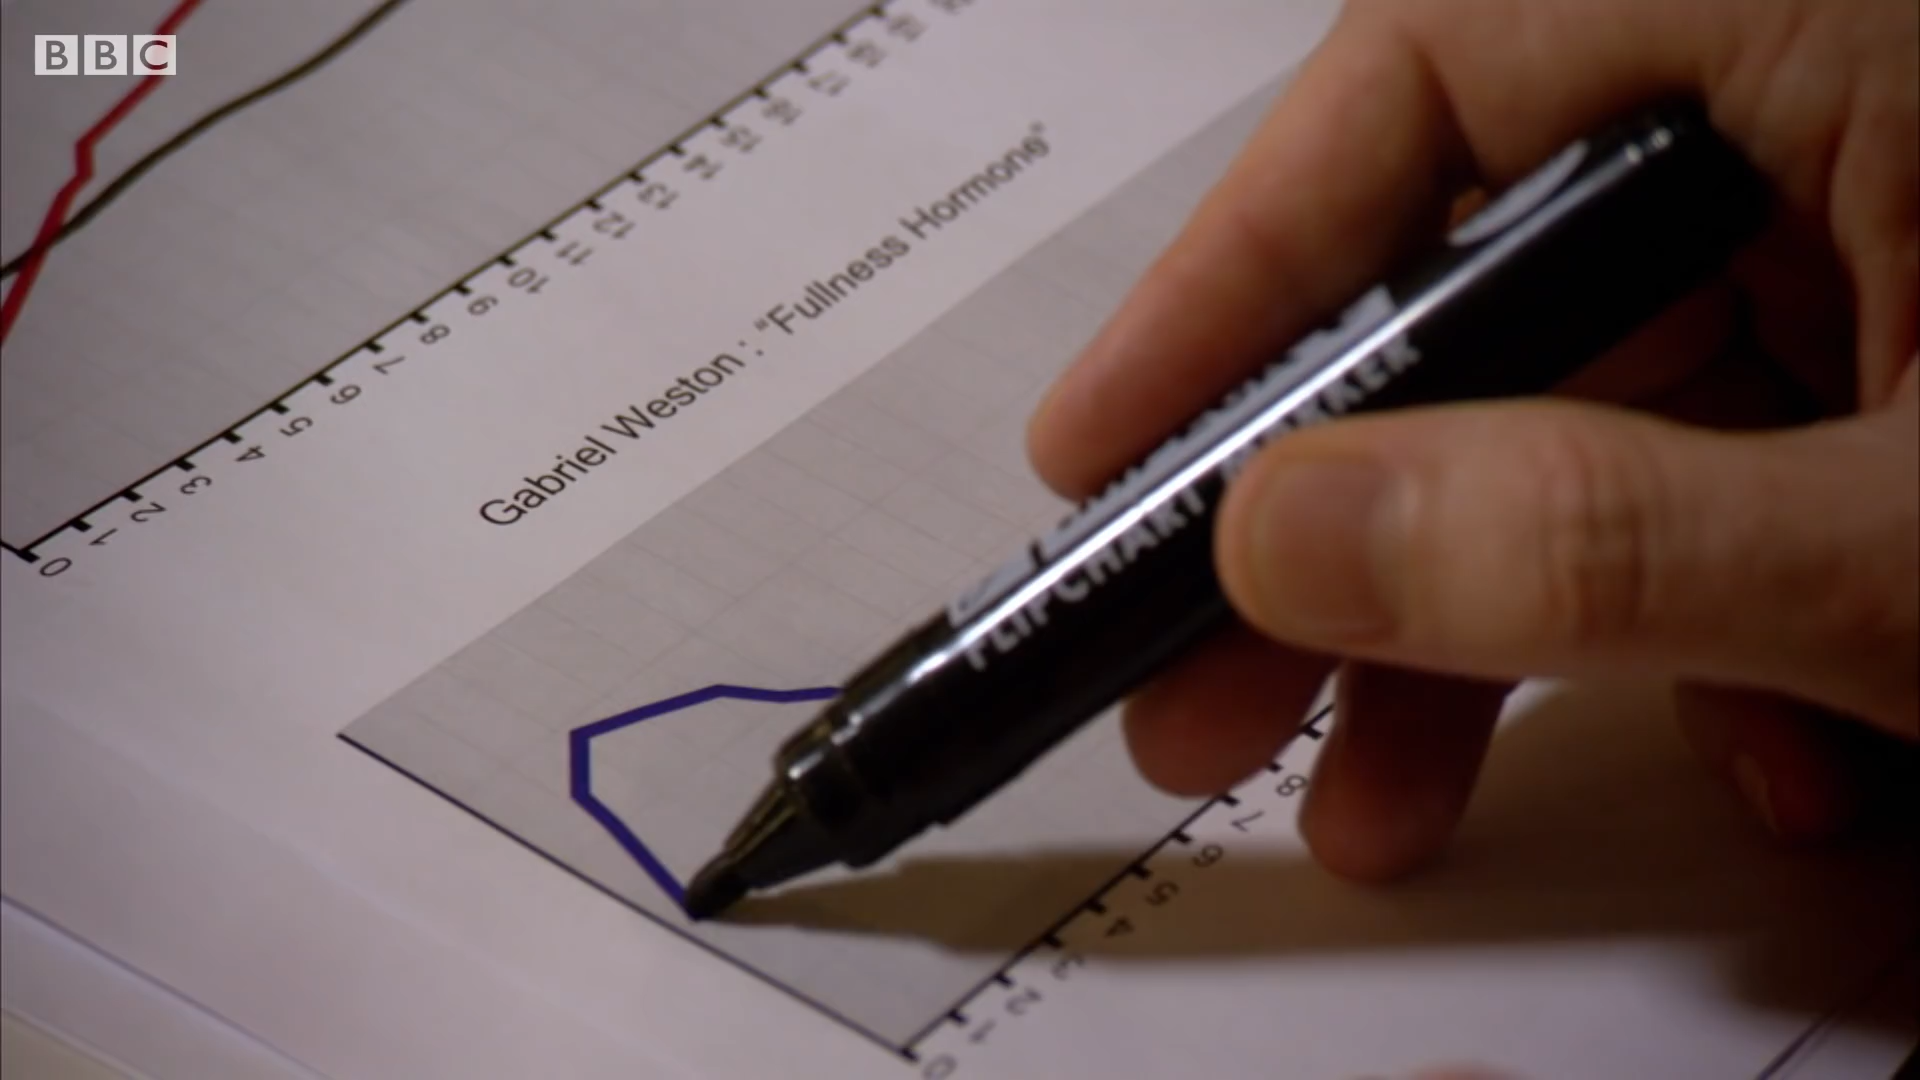 BBC
0 1 2 3 4 5 6 7 8 9 10 11 12 13 14 15 16 17 18
Gabriel Weston : "Fullness Hormone"
FLIPCHART MARKER
0 1 2 3 4 5 6 7 8